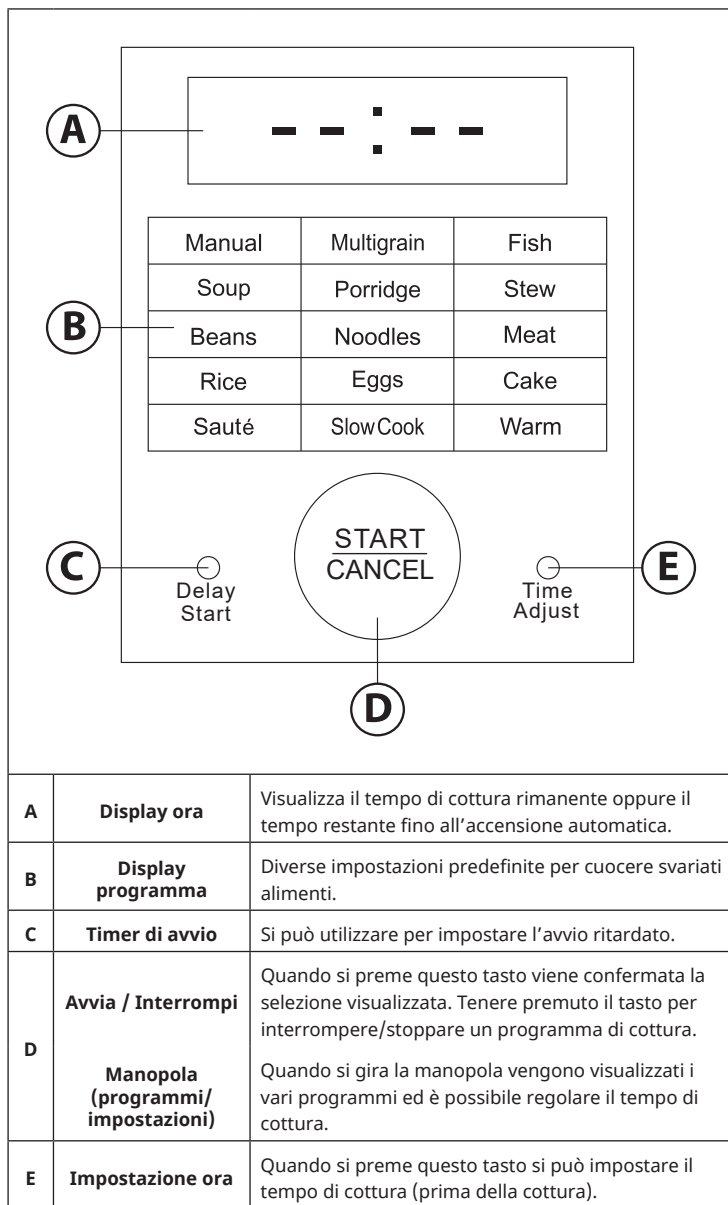 A
-- : --
Manual Multigrain Fish
Soup Porridge Stew
B
Beans Noodles Meat
Rice Eggs Cake
Sauté Slow Cook Warm
C
Delay
Start
START
CANCEL
Time
Adjust
E
D
A Display ora Visualizza il tempo di cottura rimanente oppure il
tempo restante fino all’accensione automatica.
B Display
programma
Diverse impostazioni predefinite per cuocere svariati
alimenti.
C Timer di avvio Si può utilizzare per impostare l’avvio ritardato.
D
Avvia / Interrompi
Quando si preme questo tasto viene confermata la
selezione visualizzata. Tenere premuto il tasto per
interrompere/stoppare un programma di cottura.
Manopola
(programmi/
impostazioni)
Quando si gira la manopola vengono visualizzati i
vari programmi ed è possibile regolare il tempo di
cottura.
E Impostazione ora Quando si preme questo tasto si può impostare il
tempo di cottura (prima della cottura).